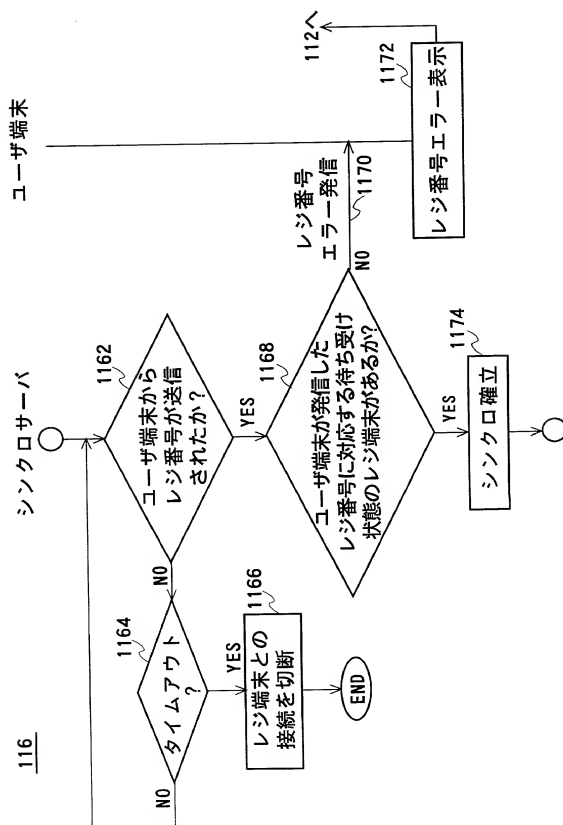 116
シンクロサーバ
ユーザ端末
1162
ユーザ端末から
レジ番号が送信
されたか？
NO
YES
1164
タイムアウト
？
NO
YES
1166
レジ端末との
接続を切断
END
1168
ユーザ端末が発信した
レジ番号に対応する待ち受け
状態のレジ端末があるか？
NO
YES
レジ番号
エラー発信
1170
1172
レジ番号エラー表示
112へ
1174
シンクロ確立